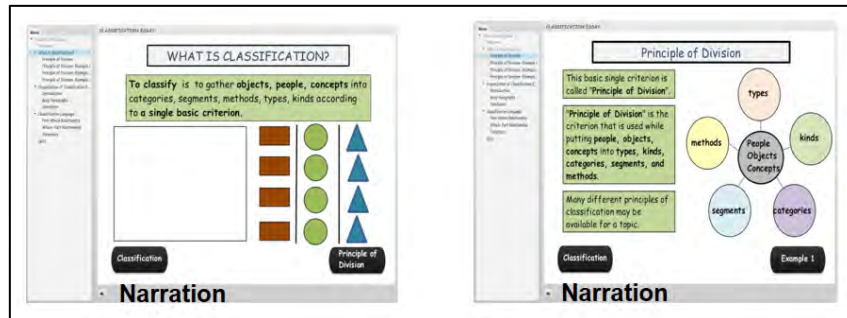 CLASSIFICATION ESSAY
WHAT IS CLASSIFICATION?
To classify is to gather objects, people, concepts into
categories, segments, methods, types, kinds according
to a single basic criterion.
Classification
Principle of
Division
Narration
CLASSIFICATION ESSAY
Principle of Division
This basic single criterion is
called "Principle of Division".
"Principle of Division" is the
criterion that is used while
putting people, objects,
concepts into types, kinds,
categories, segments, and
methods.
Many different principles of
classification may be
available for a topic.
types
methods
People
Objects
Concepts
kinds
segments
categories
Classification
Example 1
Narration